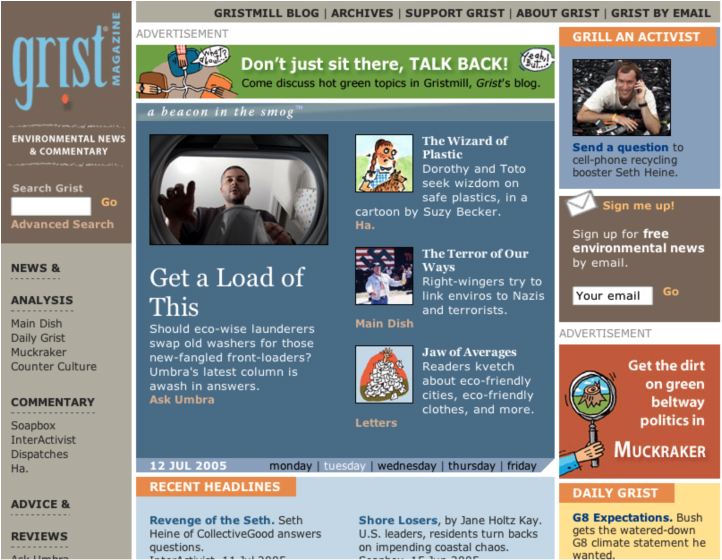 GRISTMILL BLOG | ARCHIVES | SUPPORT GRIST | ABOUT GRIST | GRIST BY EMAIL
grist
MAGAZINE
ENVIRONMENTAL NEWS
& COMMENTARY
Search Grist
Go
Advanced Search
NEWS &
ANALYSIS
Main Dish
Daily Grist
Muckraker
Counter Culture
COMMENTARY
Soapbox
InterActivist
Dispatches
Ha.
ADVICE &
REVIEWS
Ask Umbra
ADVERTISEMENT
What? about...
Don't just sit there, TALK BACK!
Come discuss hot green topics in Gristmill, Grist's blog.
Yeah! But...
a beacon in the smog™
Get a Load of
This
Should eco-wise launderers
swap old washers for those
new-fangled front-loaders?
Umbra's latest column is
awash in answers.
Ask Umbra
The Wizard of
Plastic
Dorothy and Toto
seek wizdom on
safe plastics, in a
cartoon by Suzy Becker.
Ha.
The Terror of Our
Ways
Right-wingers try to
link enviros to Nazis
and terrorists.
Main Dish
Jaw of Averages
Readers kvetch
about eco-friendly
cities, eco-friendly
clothes, and more.
Letters
12 JUL 2005
monday | tuesday | wednesday | thursday | friday
RECENT HEADLINES
Revenge of the Seth. Seth
Heine of CollectiveGood answers
questions.
InterActivist, 11 Jul 2005
Shore Losers, by Jane Holtz Kay.
U.S. leaders, residents turn backs
on impending coastal chaos.
Soapbox, 15 Jun 2005
GRILL AN ACTIVIST
Send a question to
cell-phone recycling
booster Seth Heine.
Sign me up!
Sign up for free
environmental news
by email.
Your email
Go
ADVERTISEMENT
Get the dirt
on green
beltway
politics in
MUCKRAKER
DAILY GRIST
G8 Expectations. Bush
gets the watered-down
G8 climate statement he
wanted.